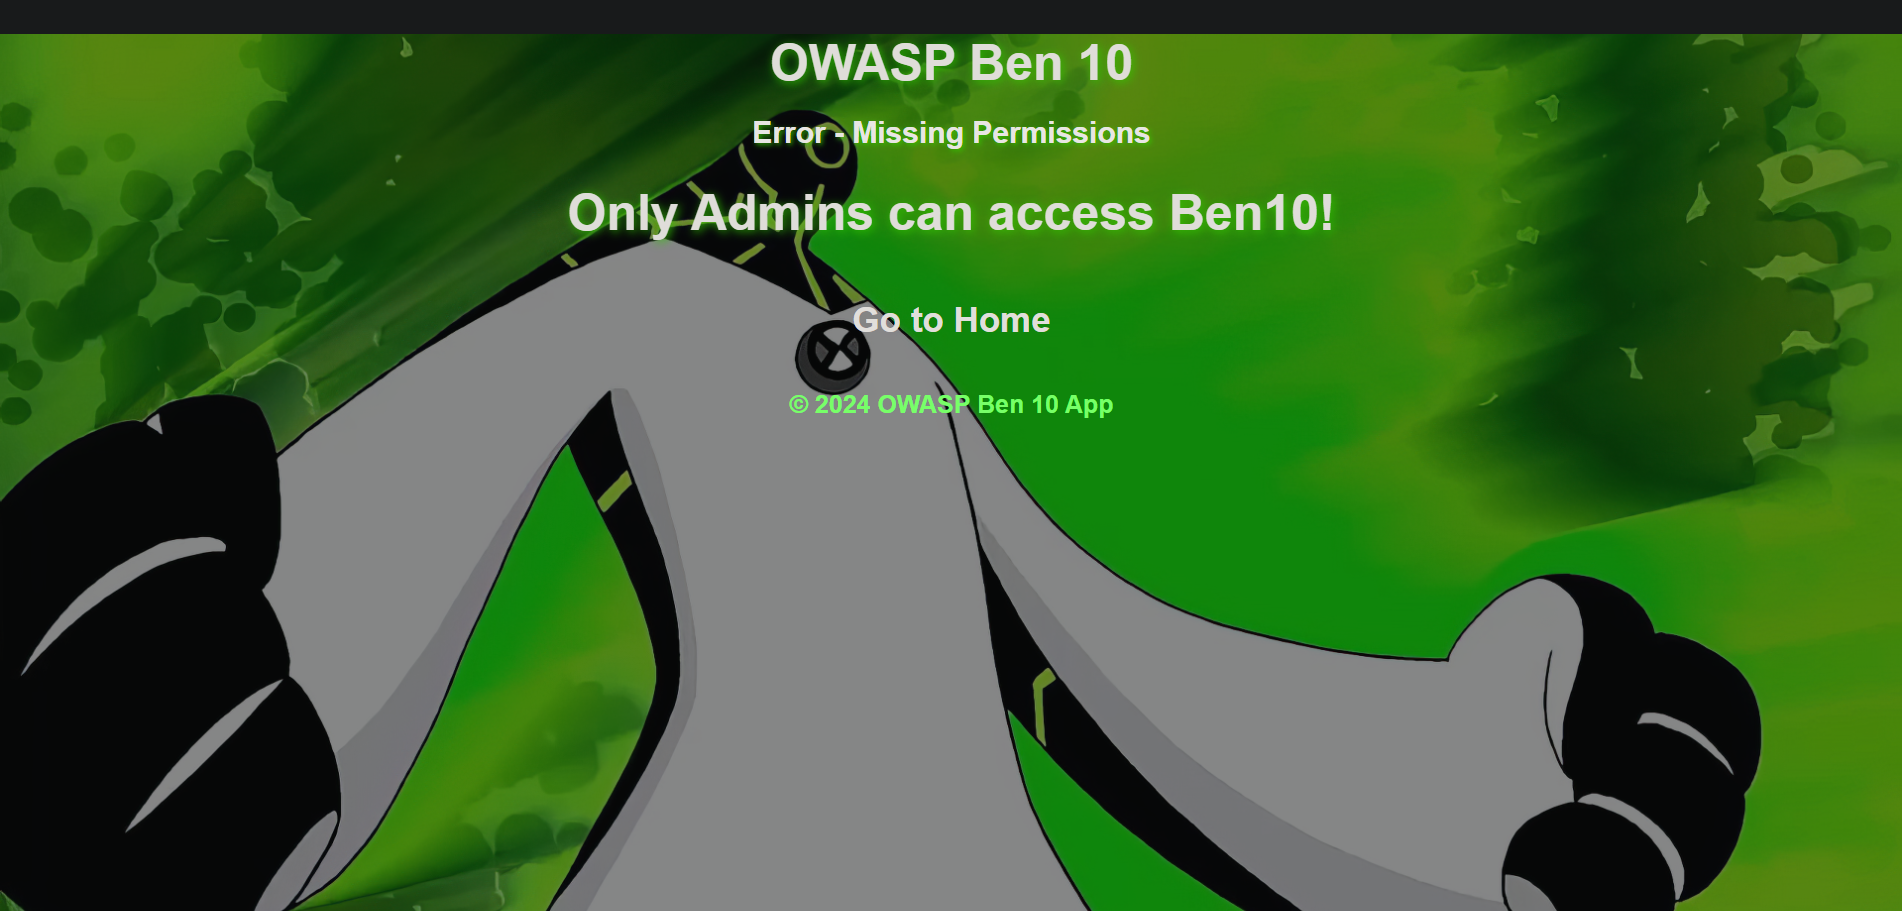 OWASP Ben 10
Error - Missing Permissions
Only Admins can access Ben10!
Go to Home
© 2024 OWASP Ben 10 App